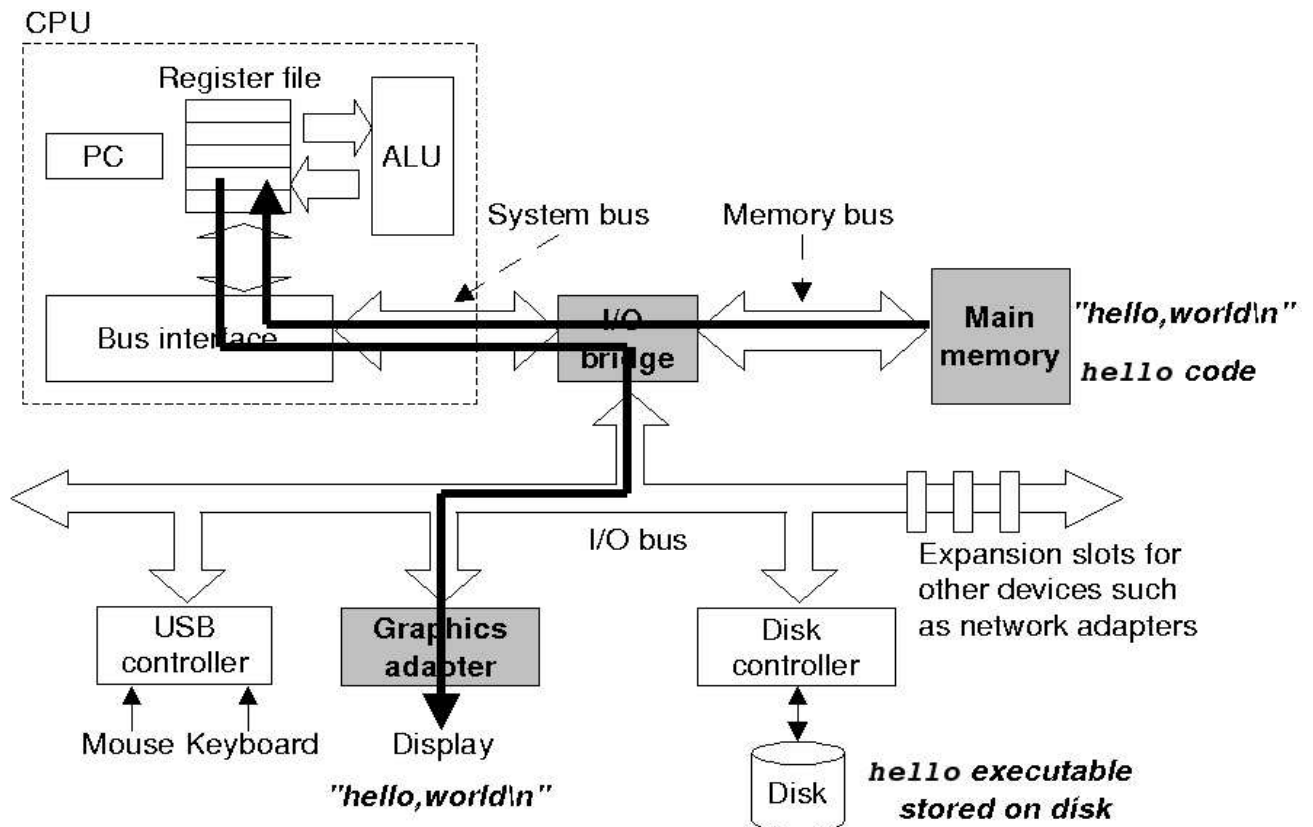 CPU
Register file
PC
ALU
System bus
Memory bus
Bus interface
I/O
bridge
Main
memory
"hello,world\n"
hello code
I/O bus
Expansion slots for
other devices such
as network adapters
USB
controller
Graphics
adapter
Disk
controller
Mouse Keyboard
Display
"hello,world\n"
Disk
hello executable
stored on disk